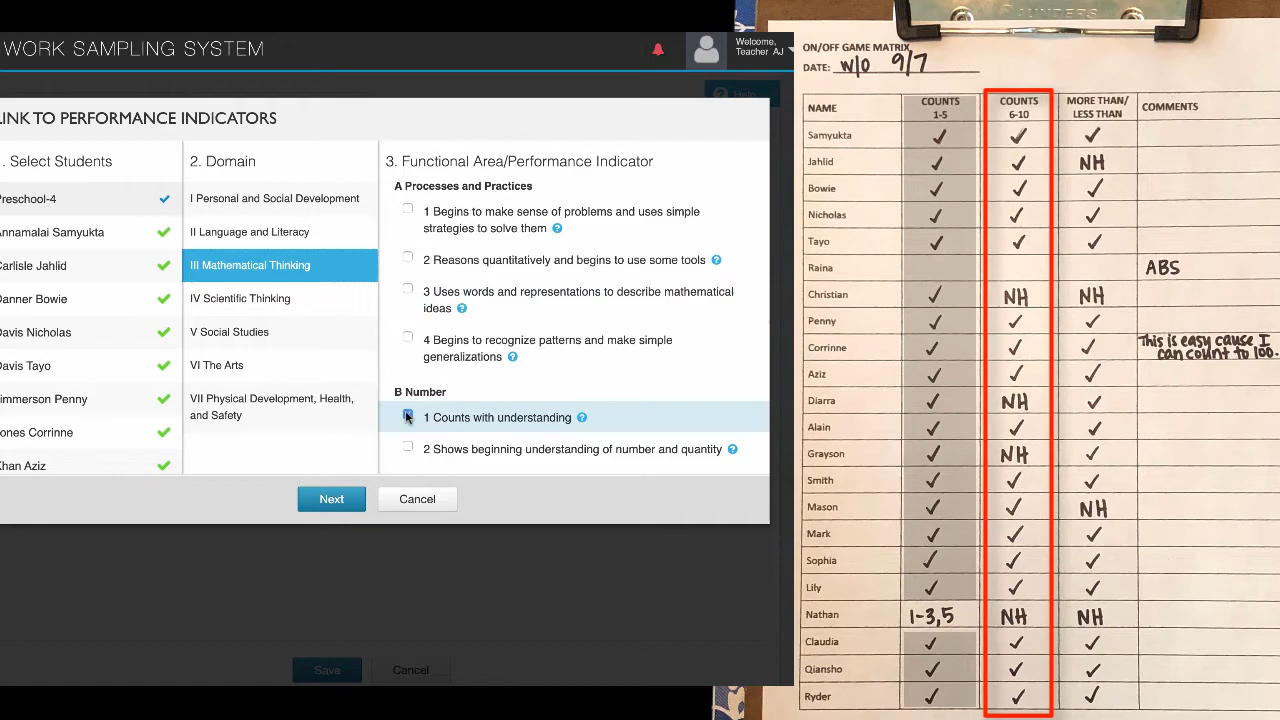 WORK SAMPLING SYSTEM
Welcome,
Teacher AJ
Help
LINK TO PERFORMANCE INDICATORS
1. Select Students
Preschool-4
Annamalai Samyukta
Carlisle Jahlid
Danner Bowie
Davis Nicholas
Davis Tayo
Jimmerson Penny
Jones Corrinne
Khan Aziz
2. Domain
I Personal and Social Development
II Language and Literacy
III Mathematical Thinking
IV Scientific Thinking
V Social Studies
VI The Arts
VII Physical Development, Health,
and Safety
3. Functional Area/Performance Indicator
A Processes and Practices
1 Begins to make sense of problems and uses simple
strategies to solve them ?
2 Reasons quantitatively and begins to use some tools ?
3 Uses words and representations to describe mathematical
ideas ?
4 Begins to recognize patterns and make simple
generalizations ?
B Number
1 Counts with understanding ?
2 Shows beginning understanding of number and quantity ?
Next Cancel
Save Cancel
SAUNDERS
ON/OFF GAME MATRIX
DATE: W/O 9/7
NAME COUNTS 1-5 COUNTS 6-10 MORE THAN/ LESS THAN COMMENTS
Samyukta ✓ ✓ ✓
Jahlid ✓ ✓ NH
Bowie ✓ ✓ ✓
Nicholas ✓ ✓ ✓
Tayo ✓ ✓ ✓
Raina ABS
Christian ✓ NH NH
Penny ✓ ✓ ✓
Corrinne ✓ ✓ ✓ This is easy cause I can count to 100.
Aziz ✓ ✓ ✓
Diarra ✓ NH ✓
Alain ✓ ✓ ✓
Grayson ✓ NH ✓
Smith ✓ ✓ ✓
Mason ✓ ✓ NH
Mark ✓ ✓ ✓
Sophia ✓ ✓ ✓
Lily ✓ ✓ ✓
Nathan 1-3,5 NH NH
Claudia ✓ ✓ ✓
Qiansho ✓ ✓ ✓
Ryder ✓ ✓ ✓